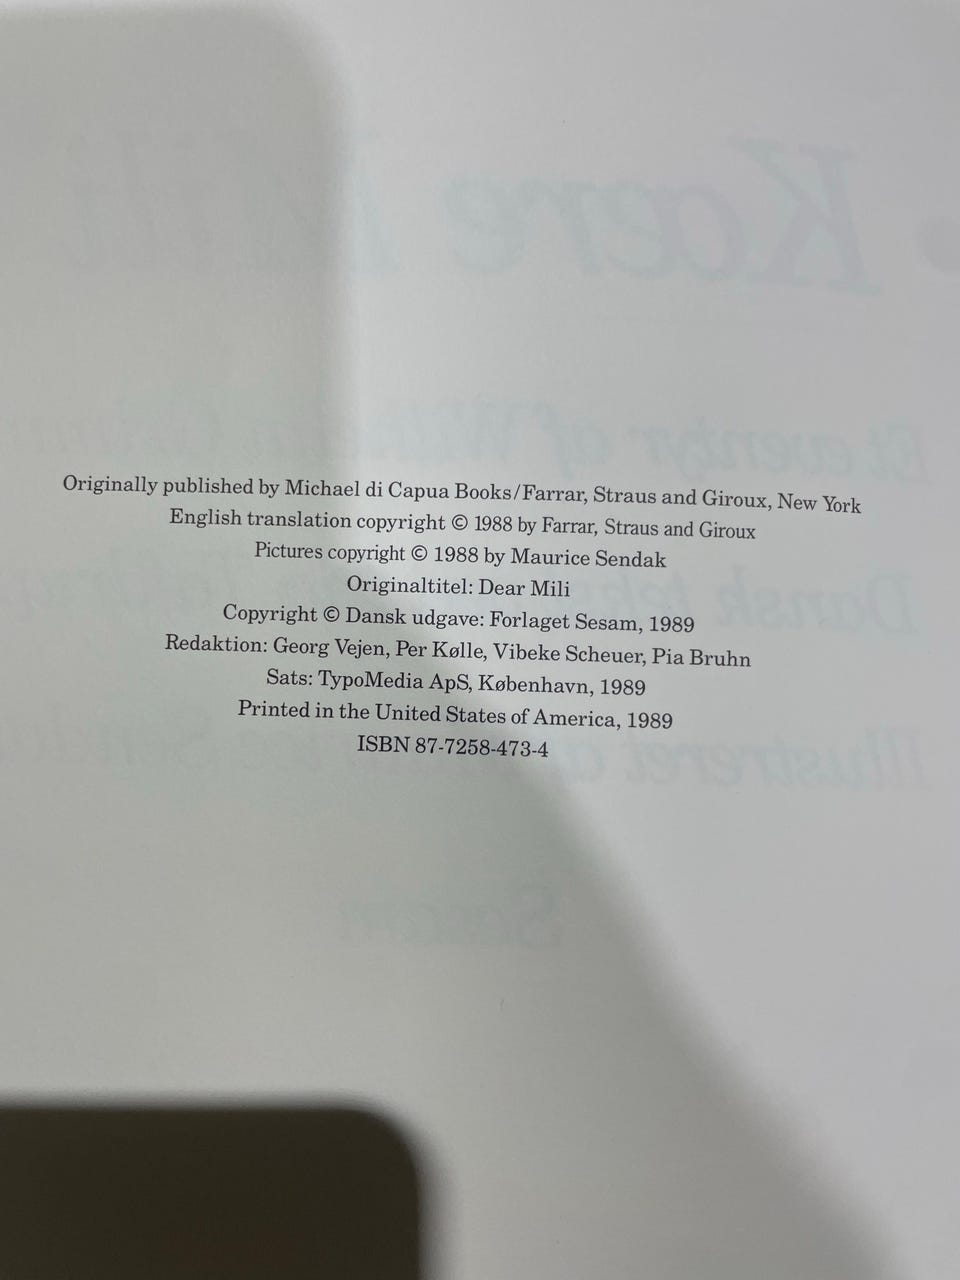 Originally published by Michael di Capua Books/Farrar, Straus and Giroux, New York
English translation copyright © 1988 by Farrar, Straus and Giroux
Pictures copyright © 1988 by Maurice Sendak
Originaltitel: Dear Mili
Copyright © Dansk udgave: Forlaget Sesam, 1989
Redaktion: Georg Vejen, Per Kølle, Vibeke Scheuer, Pia Bruhn
Sats: TypoMedia ApS, København, 1989
Printed in the United States of America, 1989
ISBN 87-7258-473-4